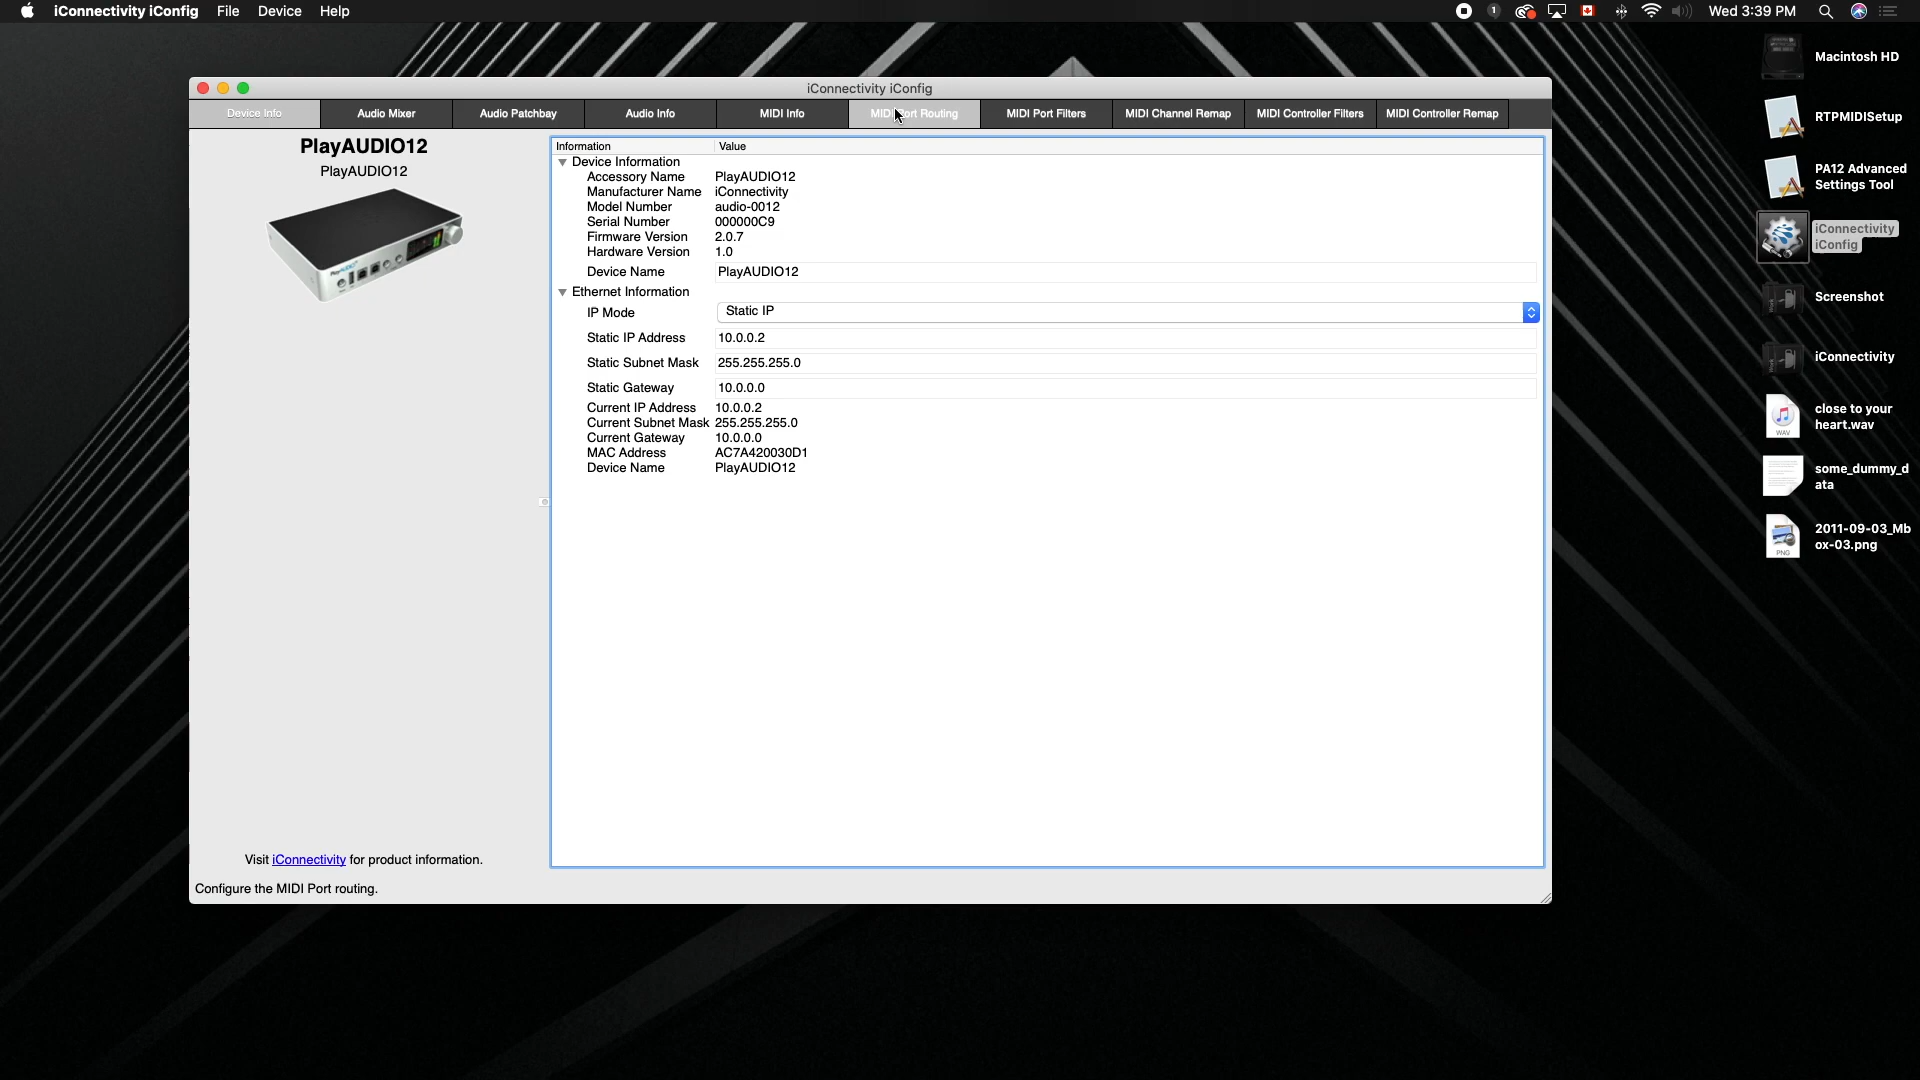 iConnectivity iConfig File Device Help
1
Wed 3:39 PM
iConnectivity iConfig
Device Info Audio Mixer Audio Patchbay Audio Info MIDI Info MIDI Port Routing MIDI Port Filters MIDI Channel Remap MIDI Controller Filters MIDI Controller Remap
PlayAUDIO12
PlayAUDIO12
PlayAUDIO
Visit iConnectivity for product information.
Configure the MIDI Port routing.
Information Value
Device Information
Accessory Name PlayAUDIO12
Manufacturer Name iConnectivity
Model Number audio-0012
Serial Number 000000C9
Firmware Version 2.0.7
Hardware Version 1.0
Device Name PlayAUDIO12
Ethernet Information
IP Mode Static IP
Static IP Address 10.0.0.2
Static Subnet Mask 255.255.255.0
Static Gateway 10.0.0.0
Current IP Address 10.0.0.2
Current Subnet Mask 255.255.255.0
Current Gateway 10.0.0.0
MAC Address AC7A420030D1
Device Name PlayAUDIO12
Macintosh HD
RTPMIDISetup
PA12 Advanced
Settings Tool
iConnectivity
iConfig
Screenshot
iConnectivity
close to your
heart.wav
WAV
some_dummy_d
ata
2011-09-03_Mb
ox-03.png
PNG